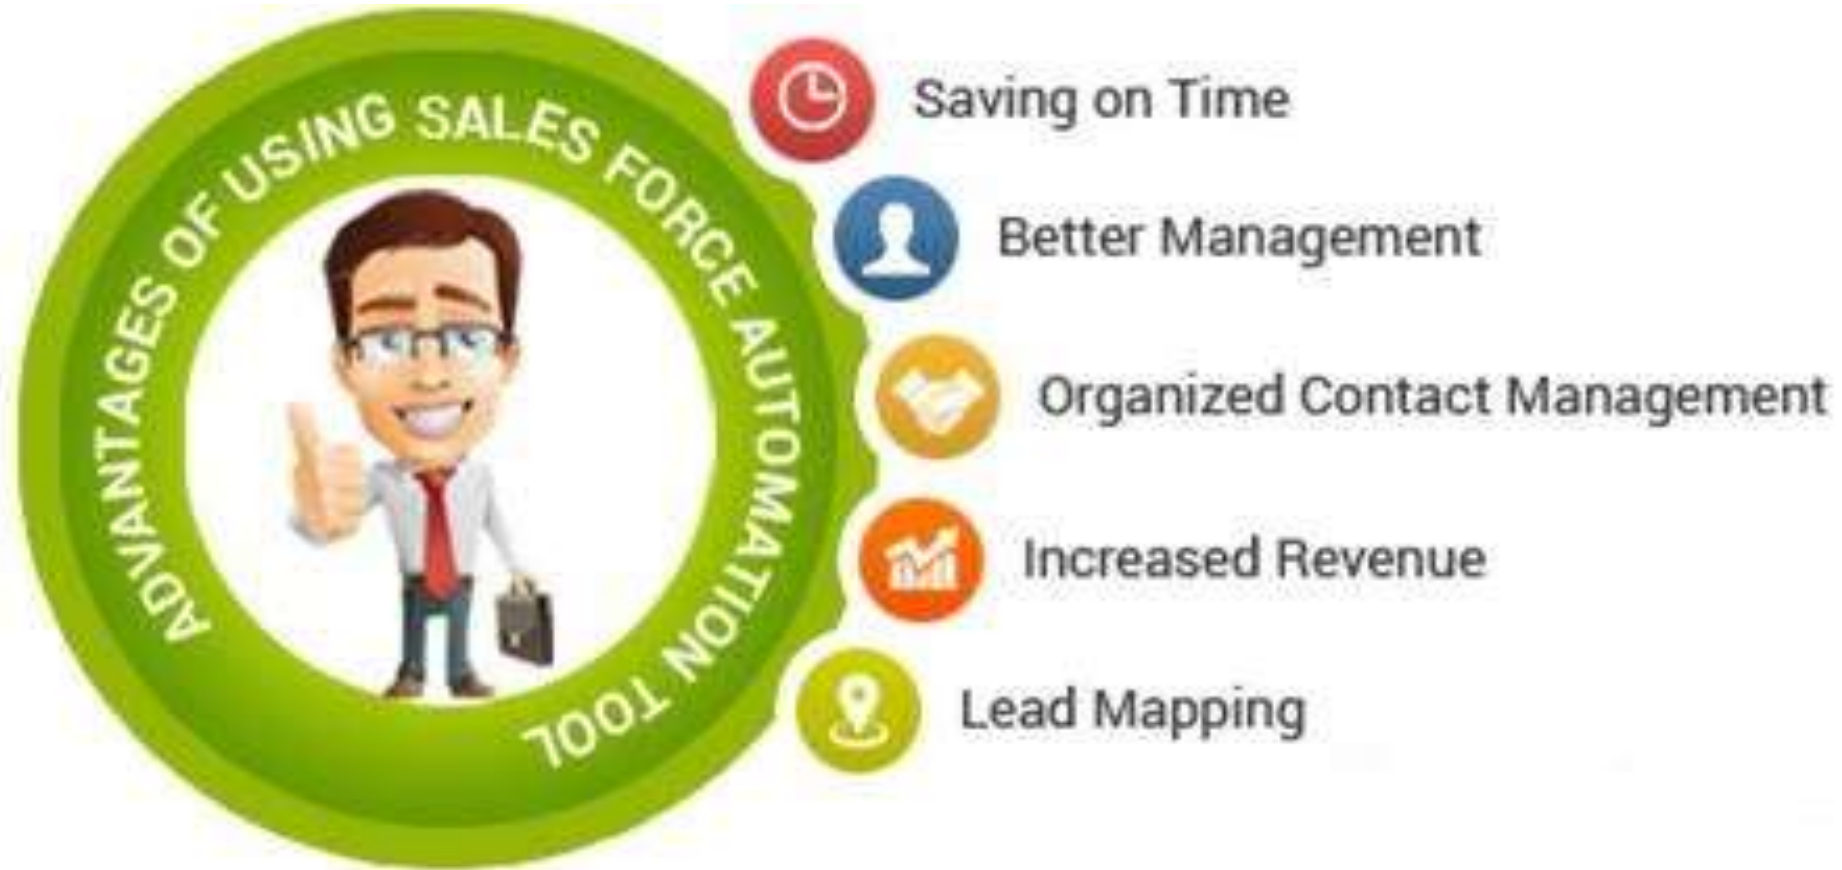 ADVANTAGES OF USING SALES FORCE AUTOMATION TOOL
Saving on Time
Better Management
Organized Contact Management
Increased Revenue
Lead Mapping